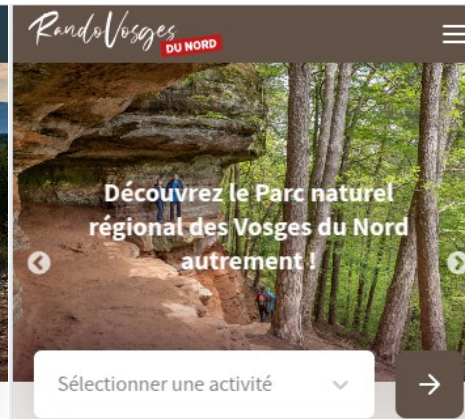 RandoVosges
DU NORD
Découvrez le Parc naturel
régional des Vosges du Nord
autrement !
Sélectionner une activité